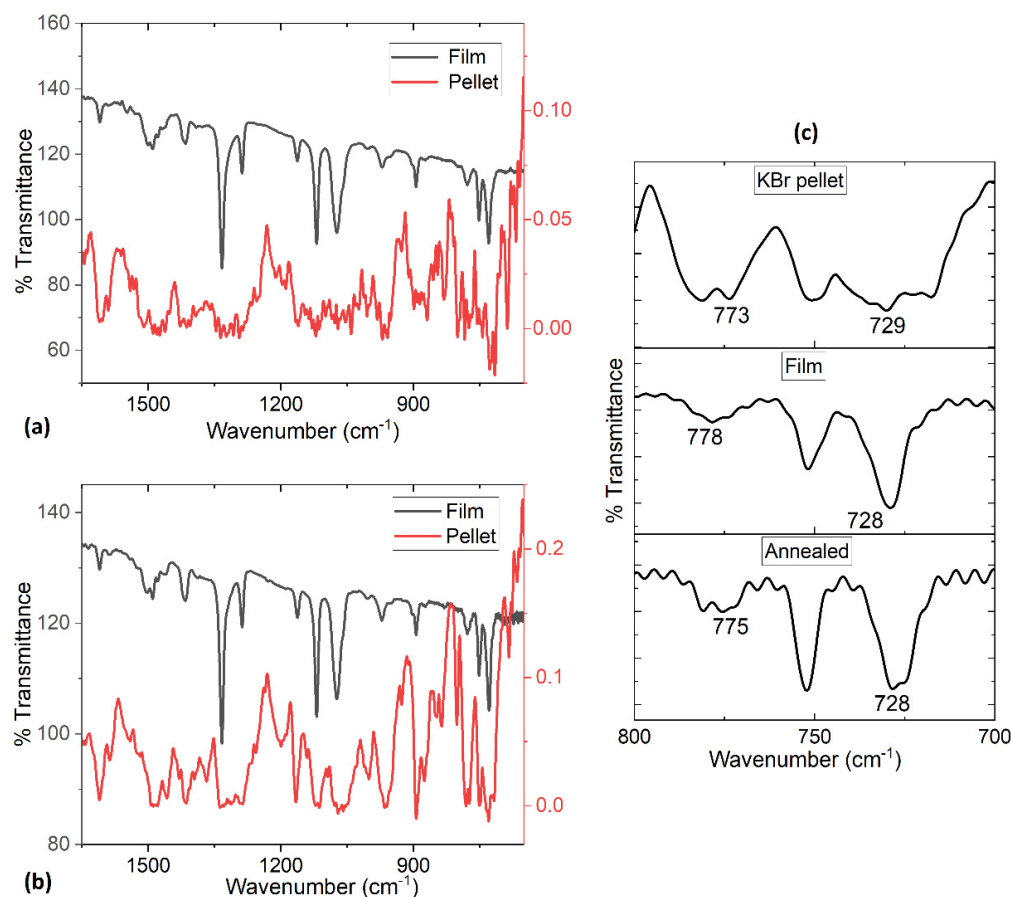 160
140
120
100
80
60
% Transmittance
Film
Pellet
0.10
0.05
0.00
1500
1200
900
Wavenumber (cm⁻¹)
(a)
140
120
100
80
% Transmittance
Film
Pellet
0.2
0.1
0.0
1500
1200
900
Wavenumber (cm⁻¹)
(b)
(c)
KBr pellet
773
729
Film
778
728
Annealed
775
728
% Transmittance
800
750
700
Wavenumber (cm⁻¹)